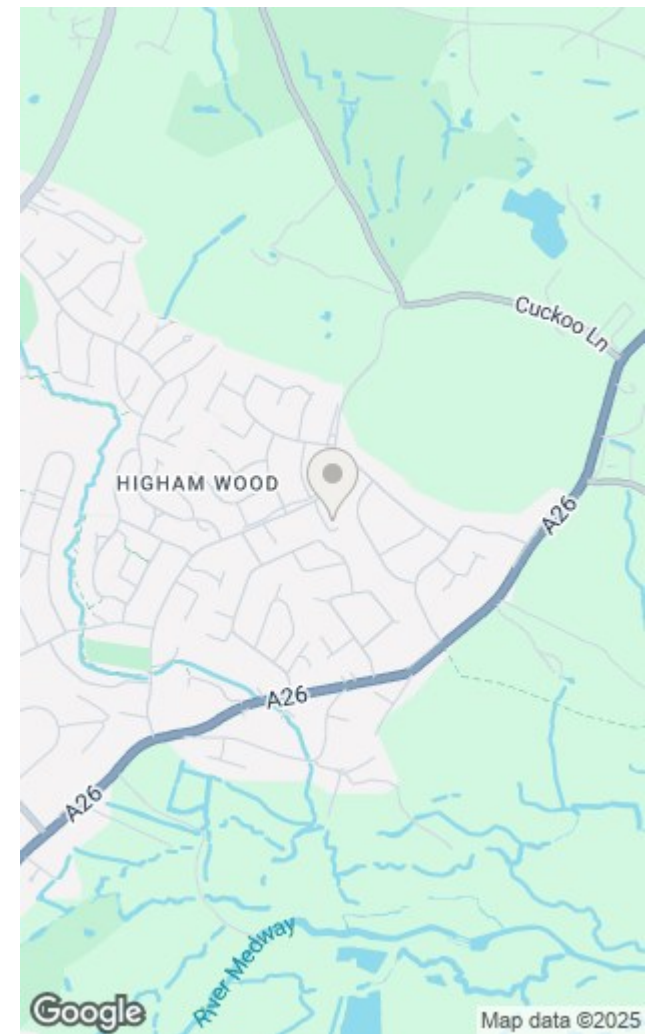 Cuckoo Ln
HIGHAM WOOD
A26
A26
A26
River Medway
Google
Map data ©2025